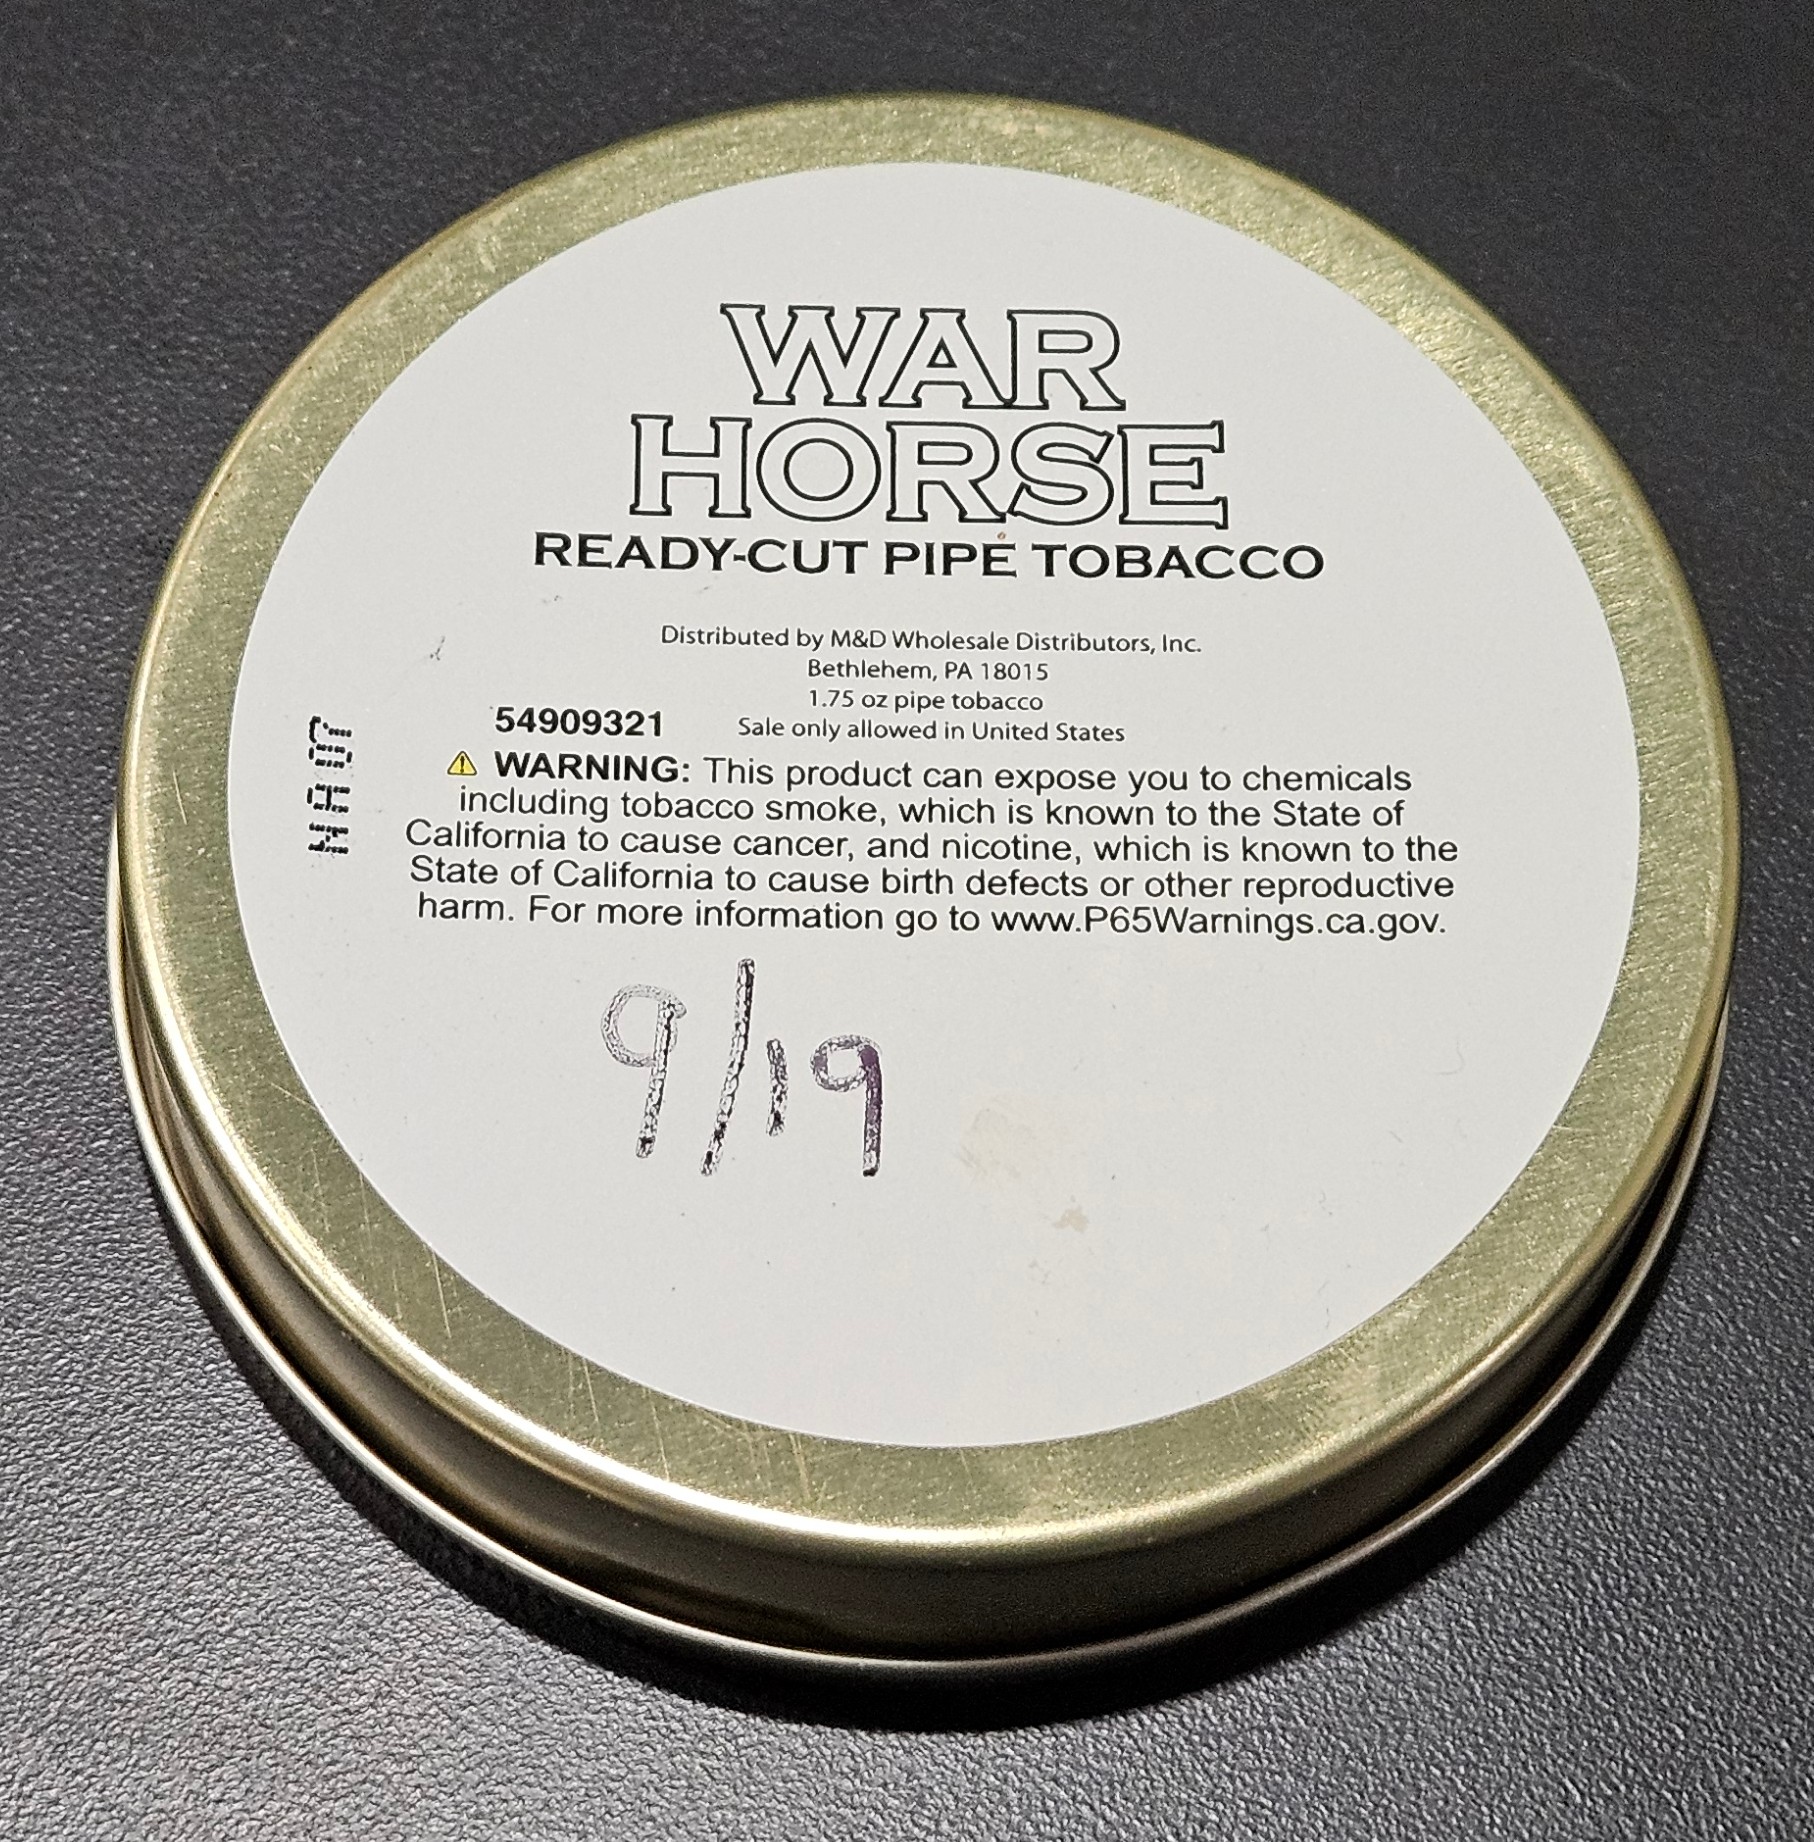 WAR
HORSE
READY-CUT PIPE TOBACCO
Distributed by M&D Wholesale Distributors, Inc.
Bethlehem, PA 18015
1.75 oz pipe tobacco
54909321 Sale only allowed in United States
⚠ WARNING: This product can expose you to chemicals
including tobacco smoke, which is known to the State of
California to cause cancer, and nicotine, which is known to the
State of California to cause birth defects or other reproductive
harm. For more information go to www.P65Warnings.ca.gov.
9/19